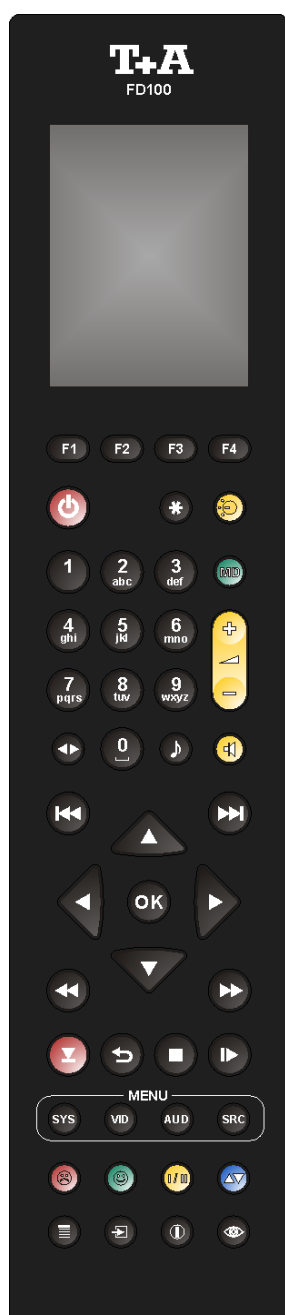 T+A
FD100
F1 F2 F3 F4
1 2 3 MD
abc def
4 5 6
ghi jkl mno
7 8 9
pqrs tuv wxyz
0
OK
MENU
SYS VID AUD SRC